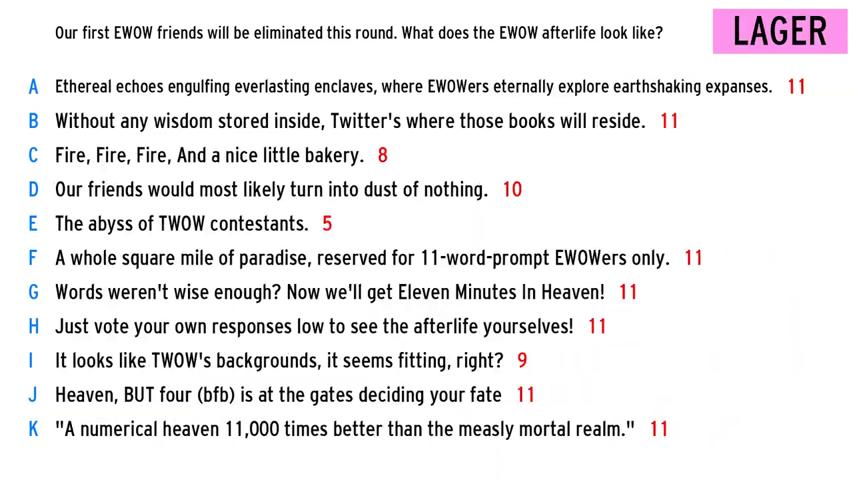 Our first EWOW friends will be eliminated this round. What does the EWOW afterlife look like?
LAGER
A Ethereal echoes engulfing everlasting enclaves, where EWOWers eternally explore earthshaking expanses. 11
B Without any wisdom stored inside, Twitter's where those books will reside. 11
C Fire, Fire, Fire, And a nice little bakery. 8
D Our friends would most likely turn into dust of nothing. 10
E The abyss of TWOW contestants. 5
F A whole square mile of paradise, reserved for 11-word-prompt EWOWers only. 11
G Words weren't wise enough? Now we'll get Eleven Minutes In Heaven! 11
H Just vote your own responses low to see the afterlife yourselves! 11
I It looks like TWOW's backgrounds, it seems fitting, right? 9
J Heaven, BUT four (bfb) is at the gates deciding your fate 11
K "A numerical heaven 11,000 times better than the measly mortal realm." 11